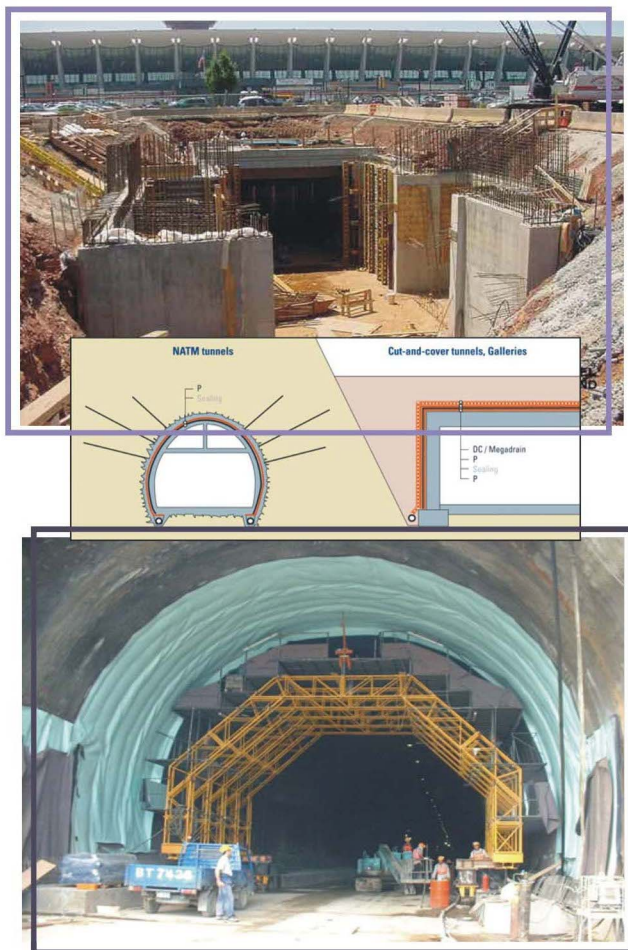 NATM tunnels
Cut-and-cover tunnels, Galleries
P
Sealing
DC / Megadrain
P
Sealing
P
BT 7436